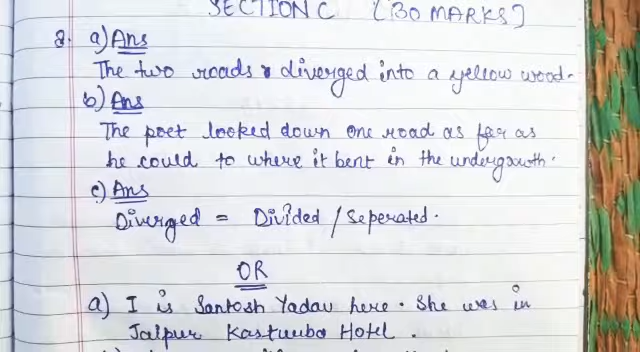 SECTION C [30 MARKS]
2. a) Ans
The two roads diverged into a yellow wood.
b) Ans
The poet looked down one road as far as
he could to where it bent in the undergrowth.
c) Ans
Diverged = Divided / Seperated.
OR
a) I is Santosh Yadav here. She was in
Jaipur Kasturba Hotel.